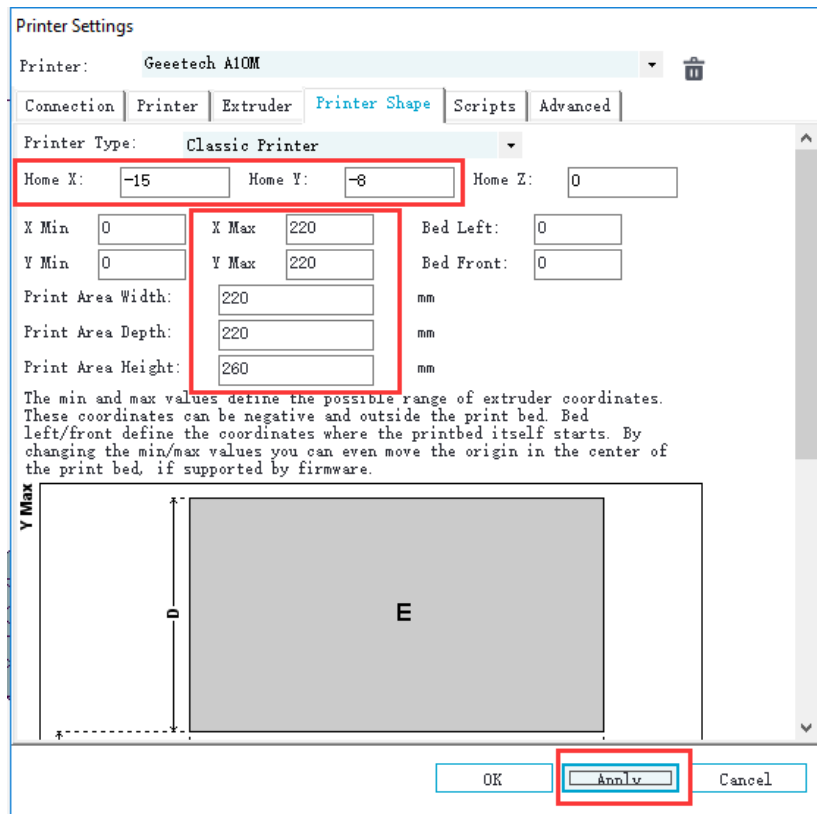 Printer Settings
Printer: Geeetech A10M
Connection Printer Extruder Printer Shape Scripts Advanced
Printer Type: Classic Printer
Home X: -15 Home Y: -8 Home Z: 0
X Min 0 X Max 220 Bed Left: 0
Y Min 0 Y Max 220 Bed Front: 0
Print Area Width: 220 mm
Print Area Depth: 220 mm
Print Area Height: 260 mm
The min and max values define the possible range of extruder coordinates.
These coordinates can be negative and outside the print bed. Bed
left/front define the coordinates where the printbed itself starts. By
changing the min/max values you can even move the origin in the center of
the print bed, if supported by firmware.
Y Max
D
E
OK Apply Cancel